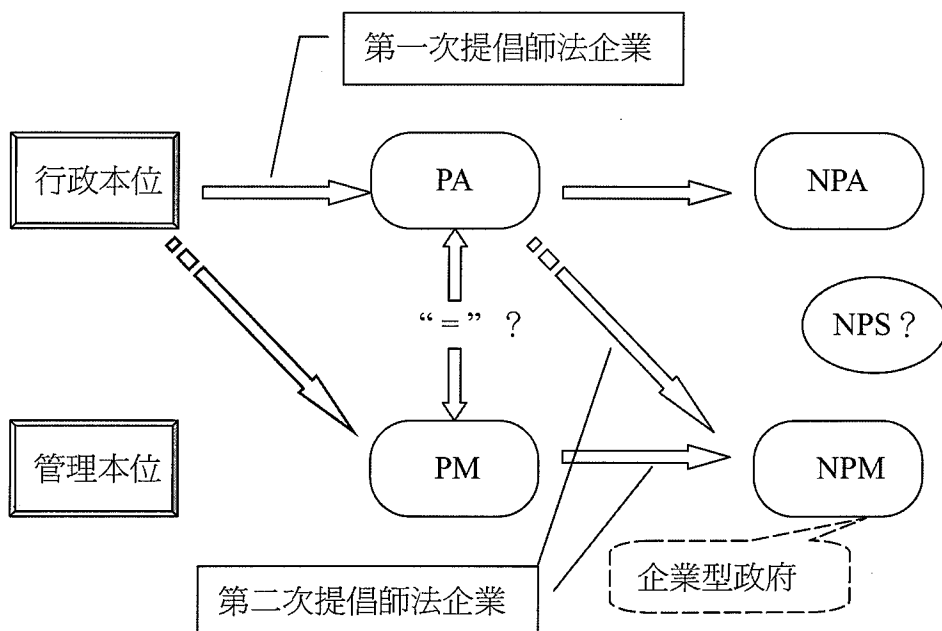 第一次提倡師法企業
行政本位
PA
NPA
“=” ?
NPS ?
管理本位
PM
NPM
企業型政府
第二次提倡師法企業